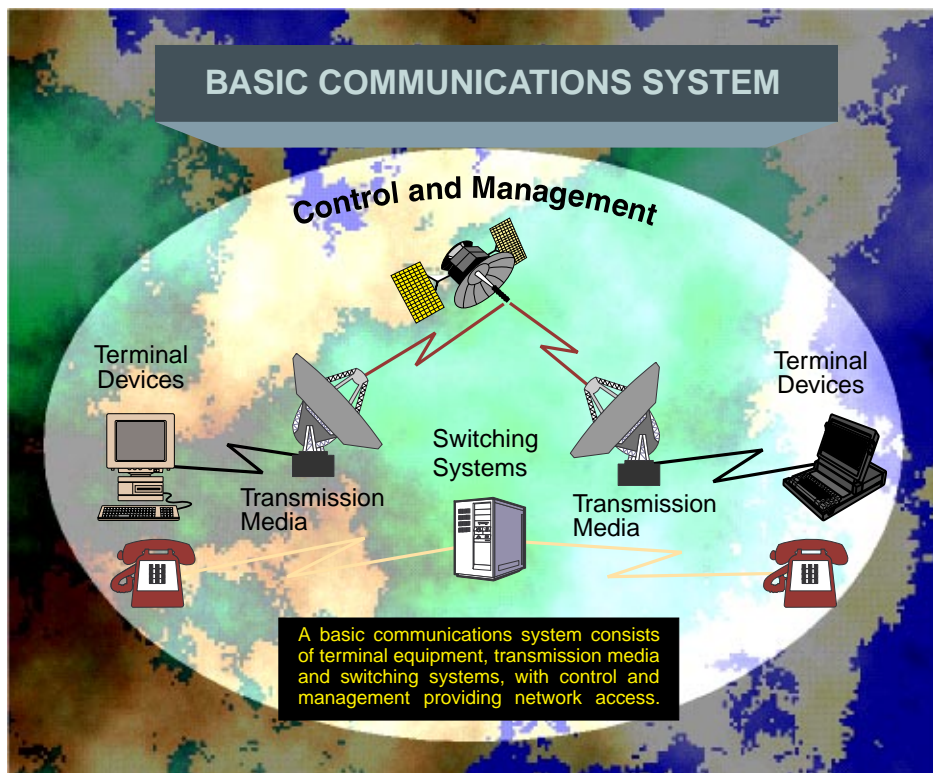 BASIC COMMUNICATIONS SYSTEM
Control and Management
Terminal
Devices
Terminal
Devices
Switching
Systems
Transmission
Media
Transmission
Media
A basic communications system consists
of terminal equipment, transmission media
and switching systems, with control and
management providing network access.